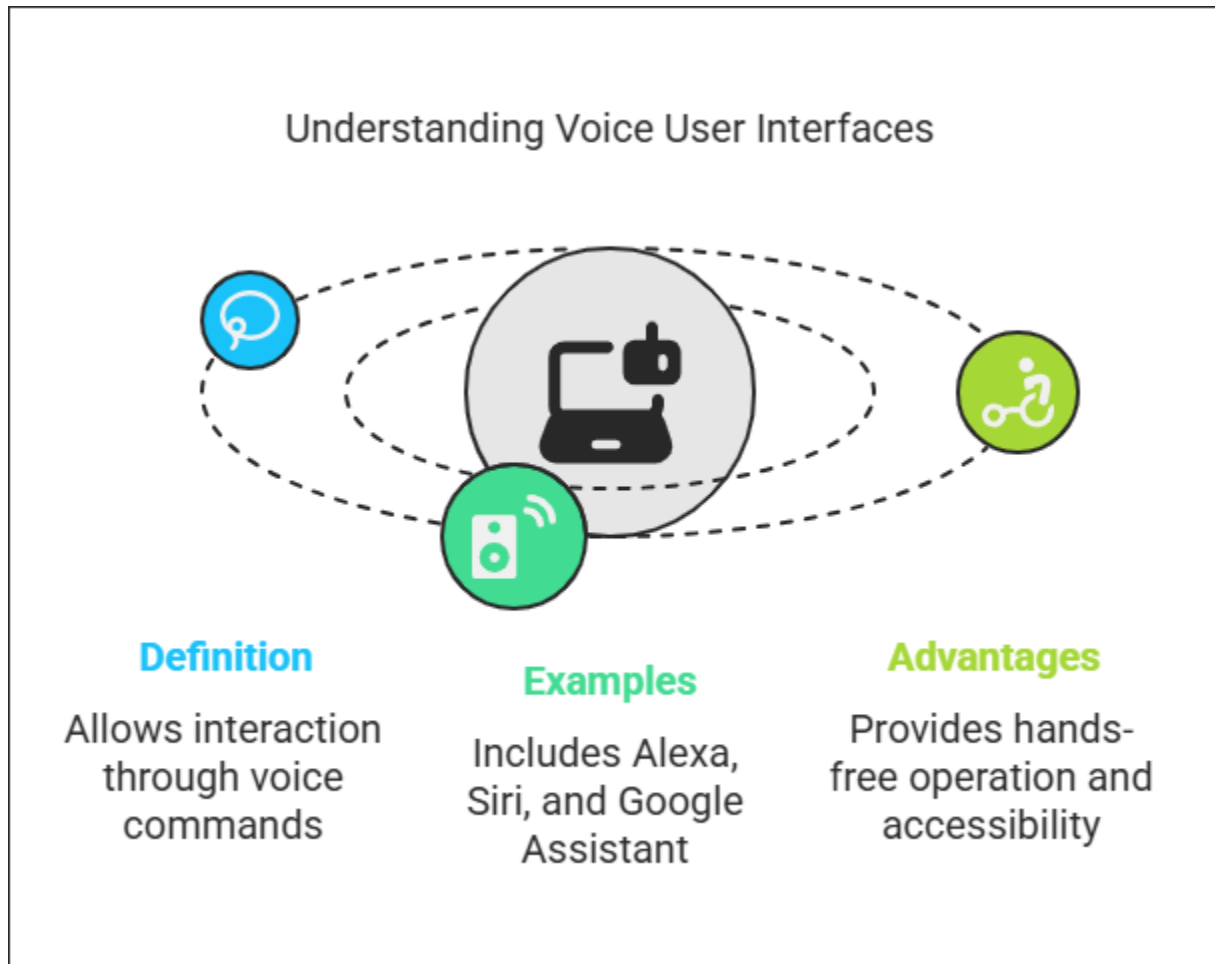 Understanding Voice User Interfaces
Definition
Allows interaction
through voice
commands
Examples
Includes Alexa,
Siri, and Google
Assistant
Advantages
Provides hands-
free operation and
accessibility